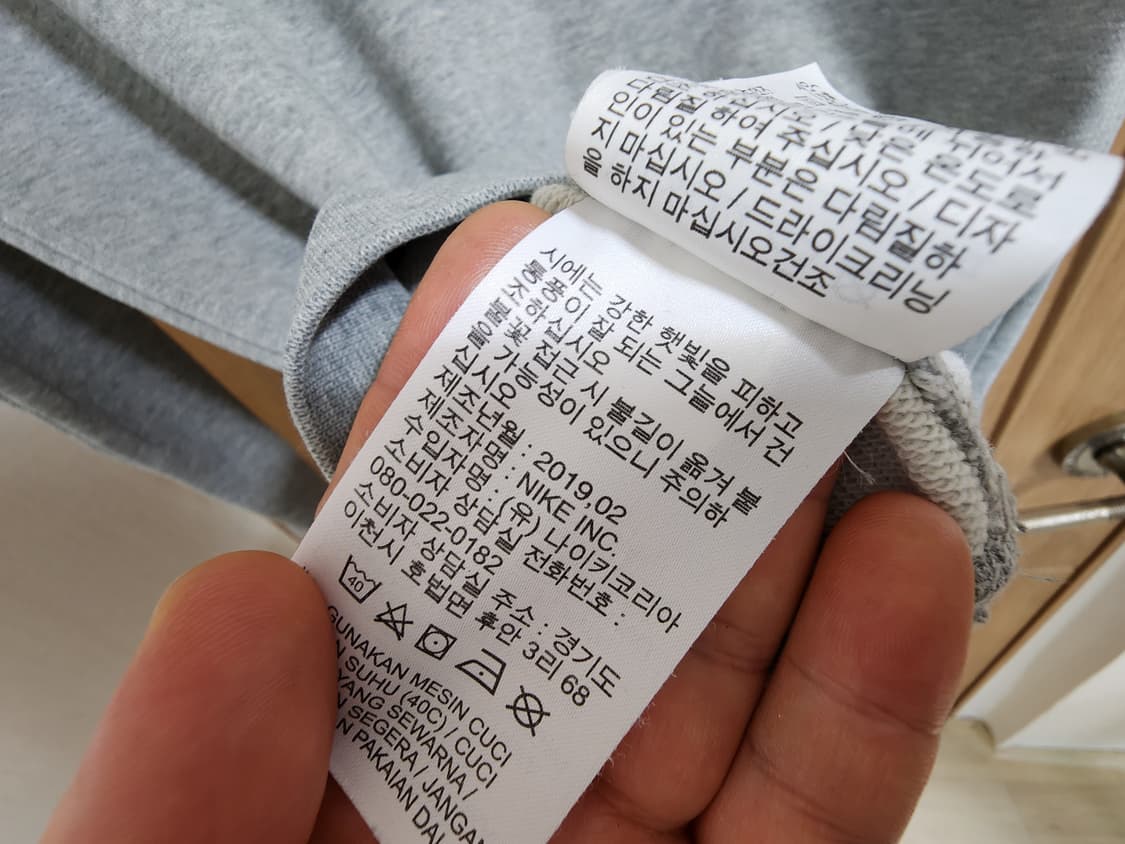 다림질 하여 주십시오 / 낮은 온도로
인이 있는 부분은 다림질하
지 마십시오 / 드라이크리닝
을 하지 마십시오건조
시에는 강한 햇빛을 피하고
통풍이 잘 되는 그늘에서 건
조하십시오
불꽃 접근 시 불길이 옮겨 붙
을 가능성이 있으니 주의하
십시오
제조년월 : 2019.02
제조자명 : NIKE INC.
수입자명 : (유) 나이키코리아
소비자 상담실 전화번호 :
080-022-0182
소비자 상담실 주소 : 경기도
이천시 호법면 후안 3리 68
40
GUNAKAN MESIN CUCI
SUHU (40C) / CUCI
YANG SEWARNA /
SEGERA / JANGAN
PAKAIAN